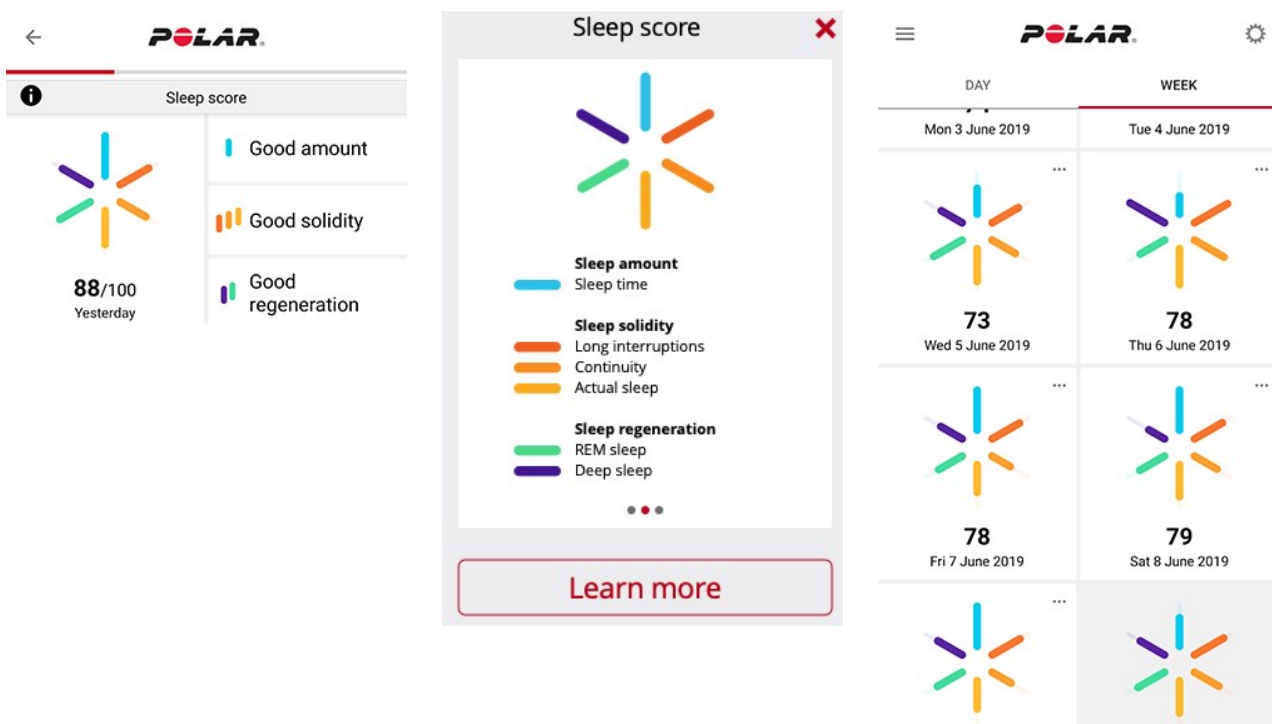 POLAR
Sleep score
Good amount
Good solidity
Good
regeneration
88/100
Yesterday
Sleep score
Sleep amount
Sleep time
Sleep solidity
Long interruptions
Continuity
Actual sleep
Sleep regeneration
REM sleep
Deep sleep
Learn more
POLAR
DAY
WEEK
Mon 3 June 2019
Tue 4 June 2019
73
Wed 5 June 2019
78
Thu 6 June 2019
78
Fri 7 June 2019
79
Sat 8 June 2019